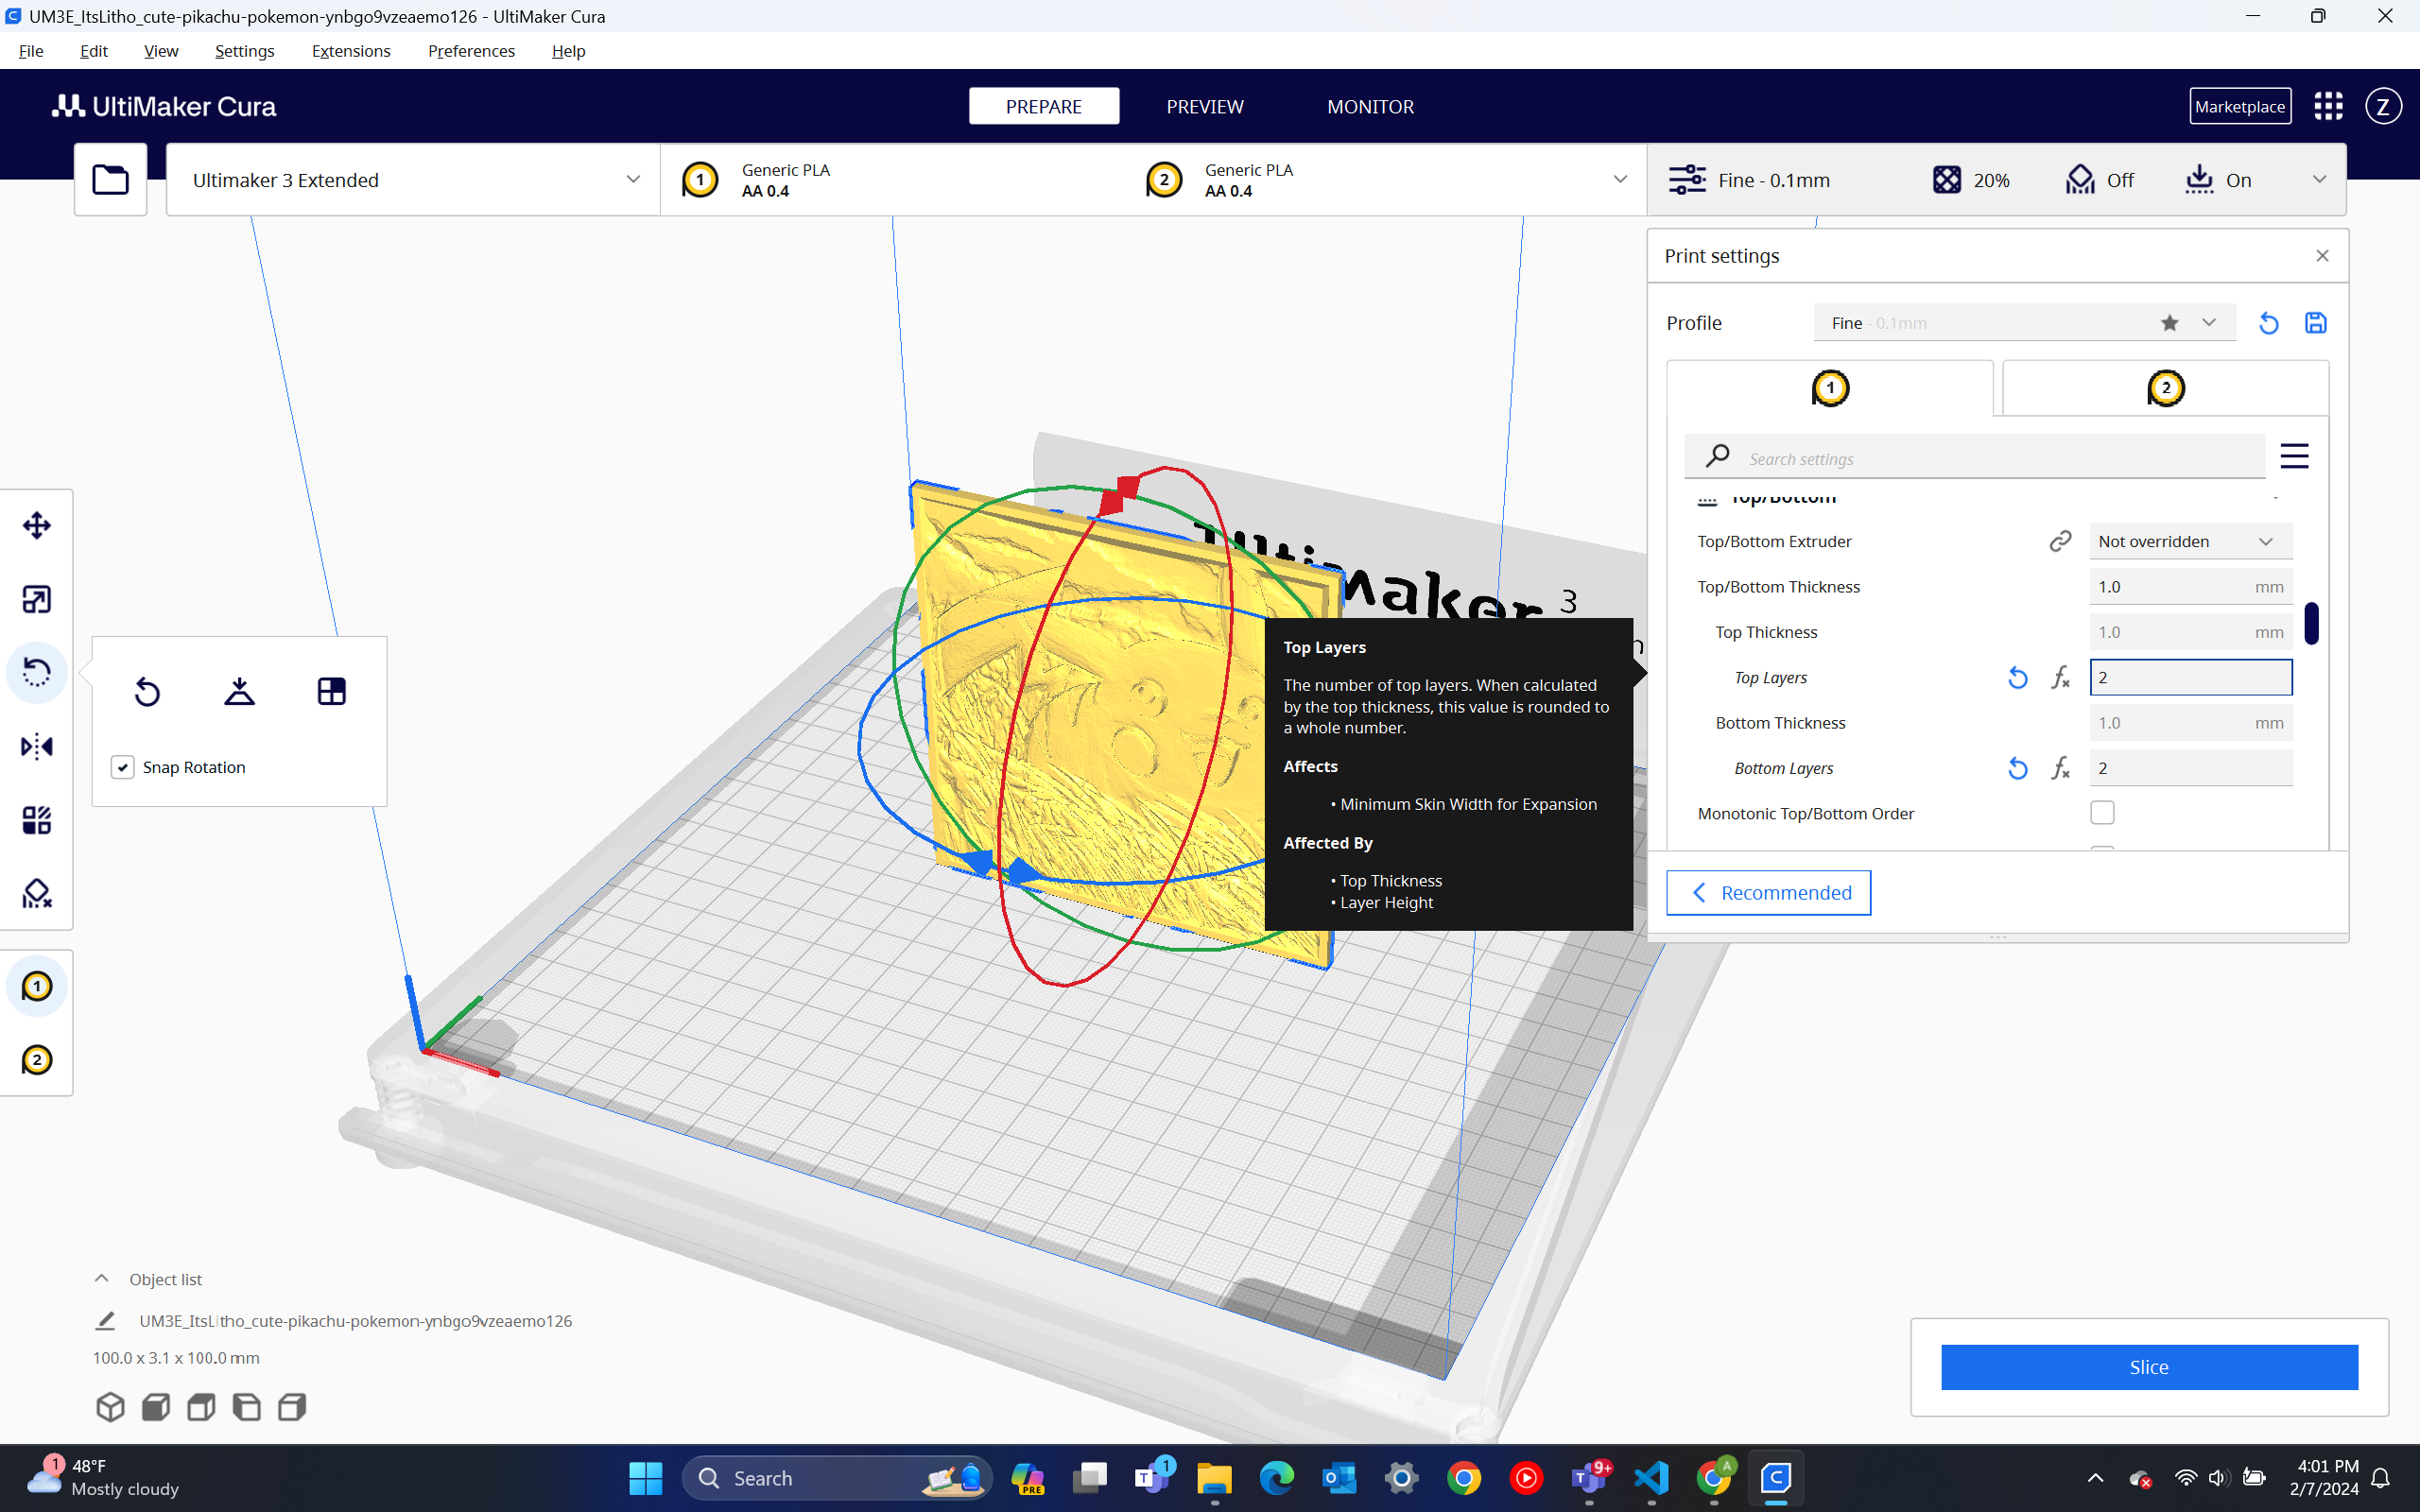 UM3E_ItsLitho_cute-pikachu-pokemon-ynbgo9vzeaemo126 - UltiMaker Cura
File Edit View Settings Extensions Preferences Help
UltiMaker Cura
PREPARE PREVIEW MONITOR
Marketplace
Z
Ultimaker 3 Extended
1 Generic PLA
AA 0.4
2 Generic PLA
AA 0.4
Fine - 0.1mm 20% Off On
Print settings
Profile
Fine - 0.1mm
1 2
Search settings
Top/Bottom
Top/Bottom Extruder Not overridden
Top/Bottom Thickness 1.0 mm
Top Thickness 1.0 mm
Top Layers 2
Bottom Thickness 1.0 mm
Bottom Layers 2
Monotonic Top/Bottom Order
Recommended
Top Layers
The number of top layers. When calculated
by the top thickness, this value is rounded to
a whole number.
Affects
• Minimum Skin Width for Expansion
Affected By
• Top Thickness
• Layer Height
UltiMaker 3
Snap Rotation
1
2
Object list
UM3E_ItsLitho_cute-pikachu-pokemon-ynbgo9vzeaemo126
100.0 x 3.1 x 100.0 mm
Slice
1
48°F
Mostly cloudy
Search
PRE
1
9+
A
4:01 PM
2/7/2024